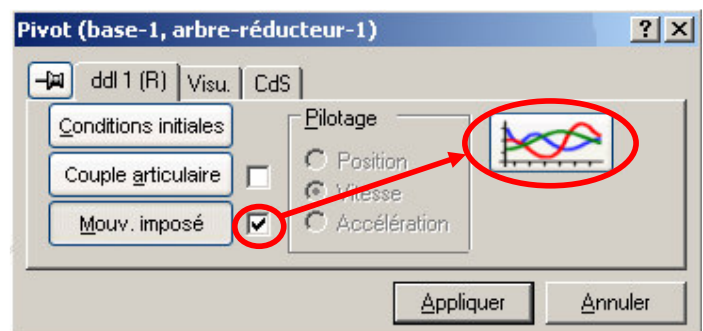 Pivot (base-1, arbre-réducteur-1)
ddl 1 (R) Visu. CdS
Conditions initiales
Pilotage
Position
Couple articulaire
Vitesse
Mouv. imposé
Accélération
Appliquer Annuler